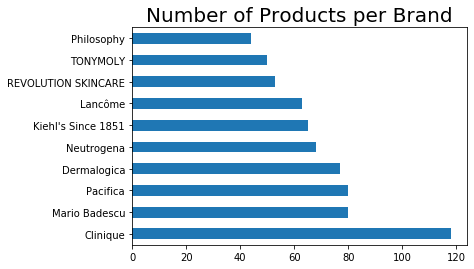 Number of Products per Brand
Philosophy
TONYMOLY
REVOLUTION SKINCARE
Lancôme
Kiehl's Since 1851
Neutrogena
Dermalogica
Pacifica
Mario Badescu
Clinique
0 20 40 60 80 100 120